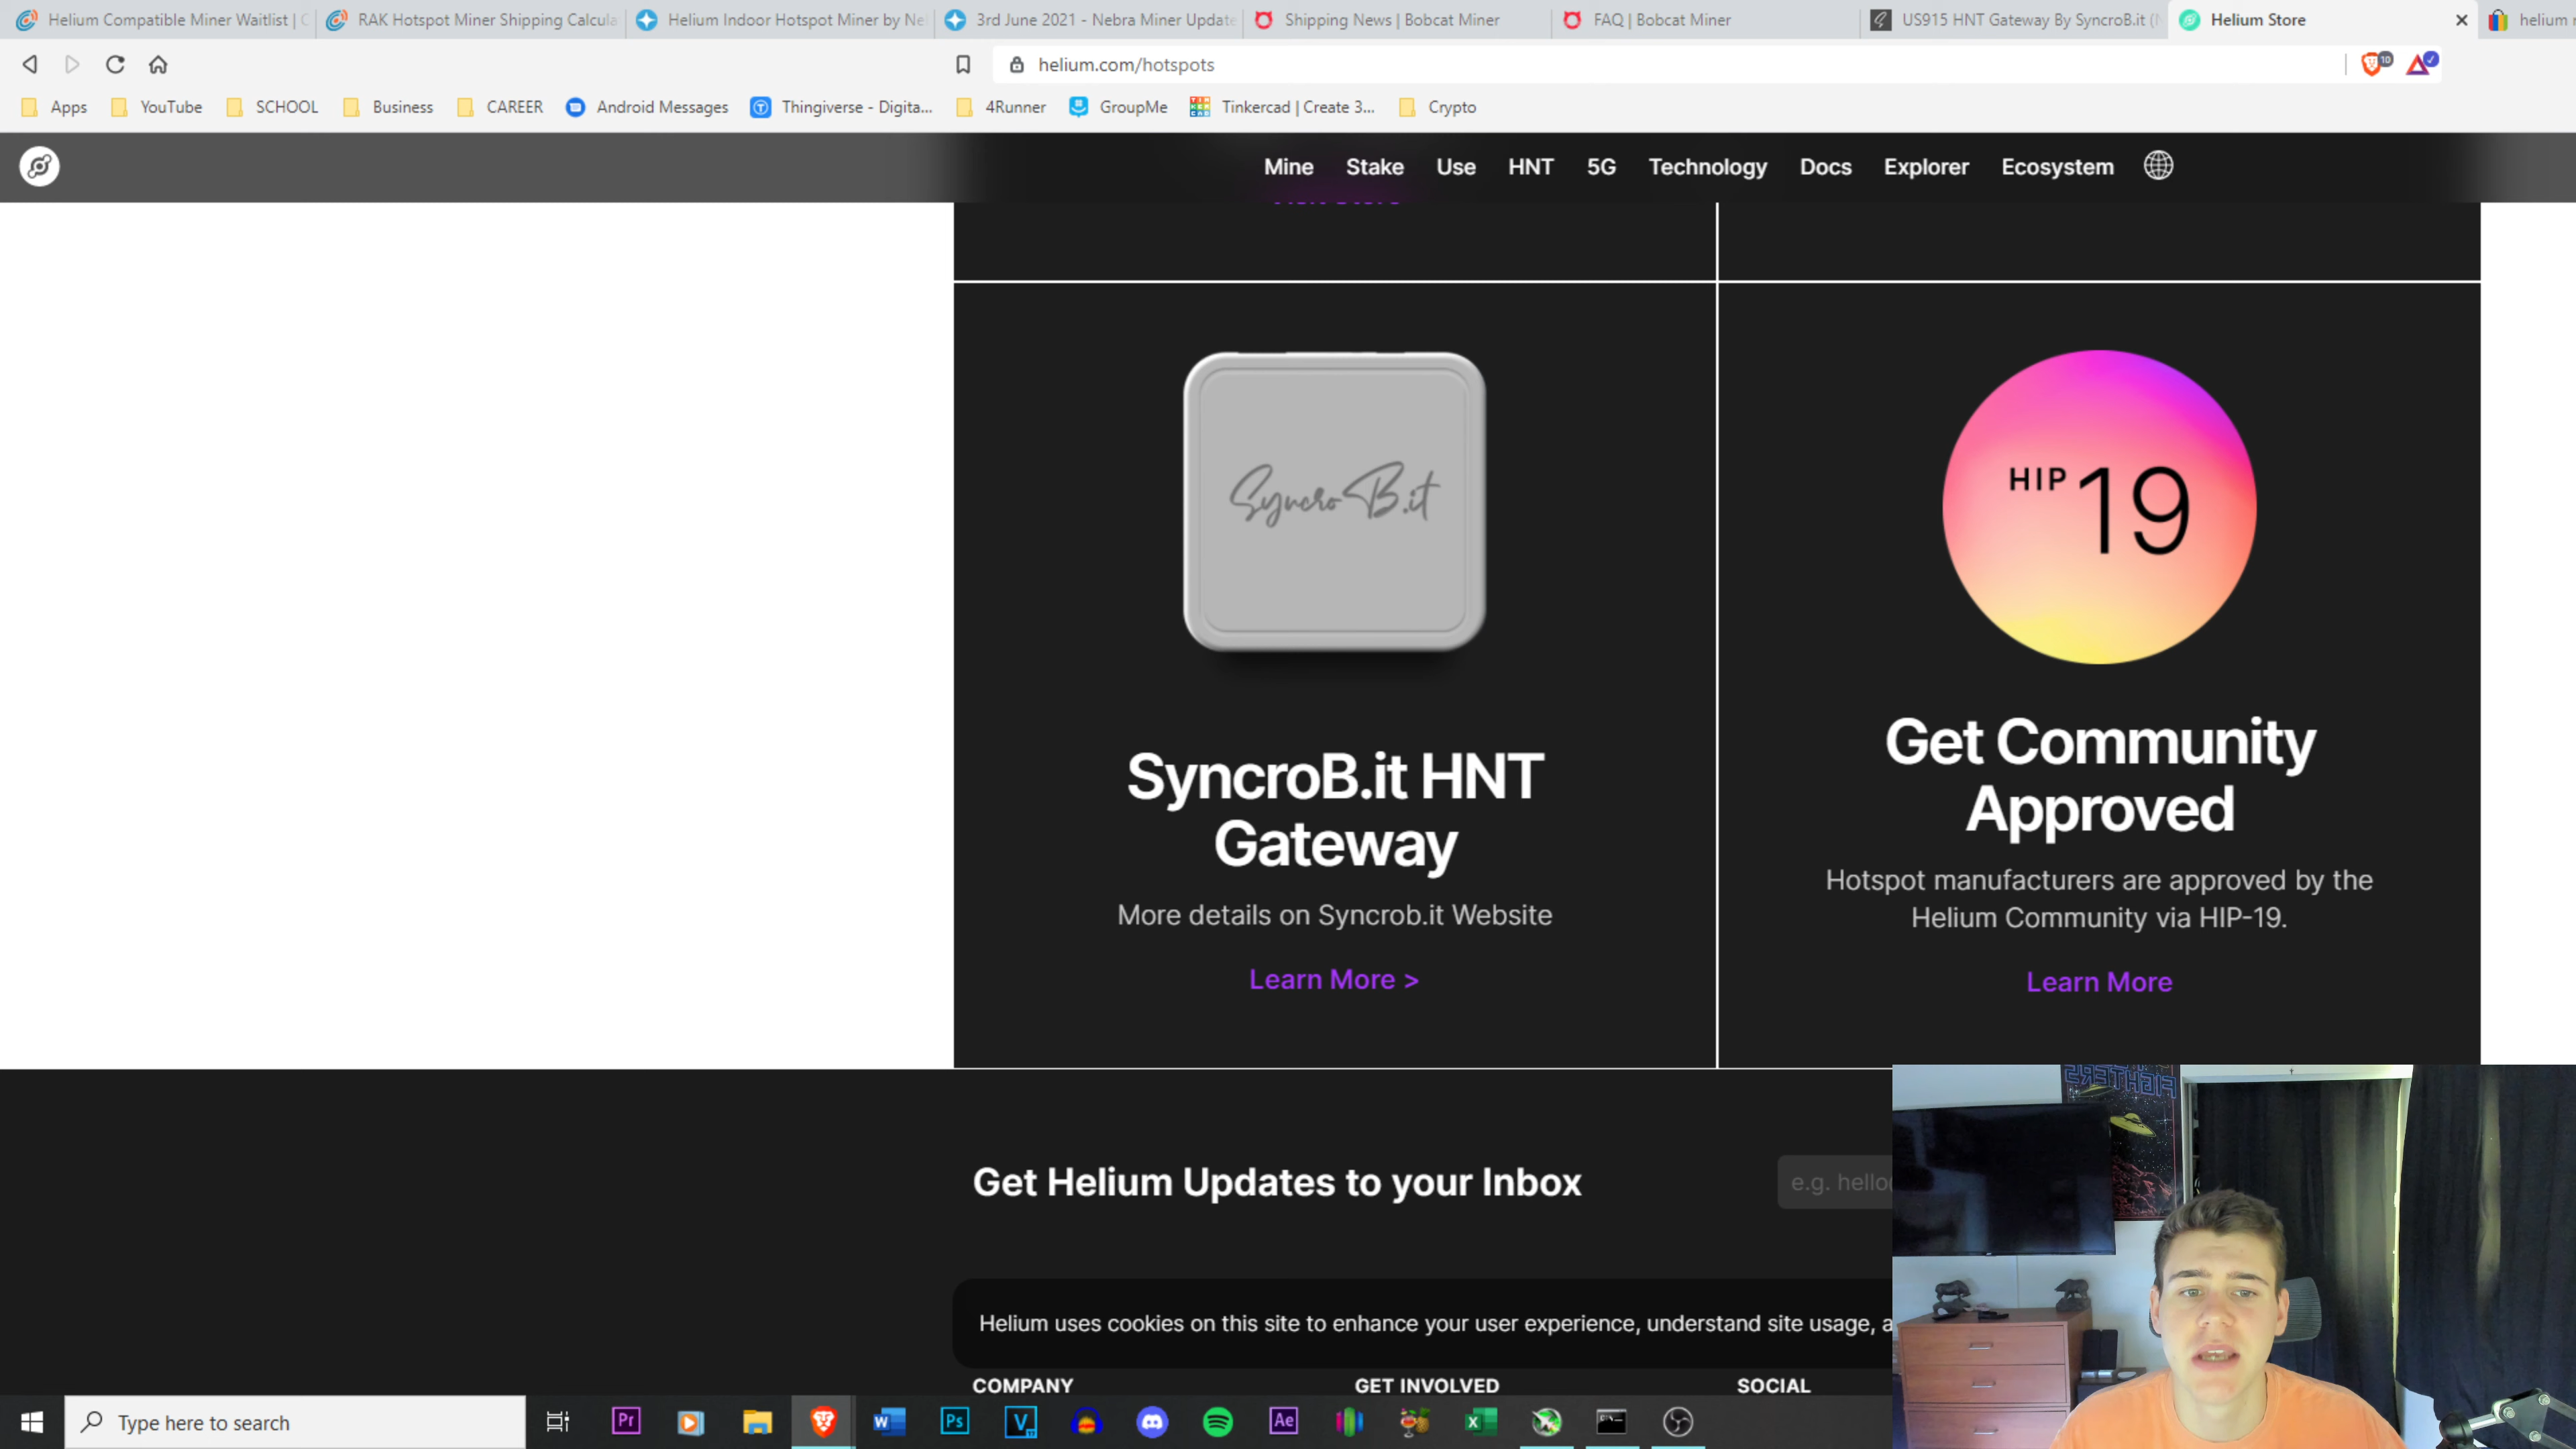 Helium Compatible Miner Waitlist |
RAK Hotspot Miner Shipping Calcula
Helium Indoor Hotspot Miner by Ne
3rd June 2021 - Nebra Miner Update
Shipping News | Bobcat Miner
FAQ | Bobcat Miner
US915 HNT Gateway By SyncroB.it (
Helium Store
helium
helium.com/hotspots
10
Apps
YouTube
SCHOOL
Business
CAREER
Android Messages
Thingiverse - Digita...
4Runner
GroupMe
Tinkercad | Create 3...
Crypto
Mine
Stake
Use
HNT
5G
Technology
Docs
Explorer
Ecosystem
SyncroB.it
HIP 19
SyncroB.it HNT
Gateway
More details on Syncrob.it Website
Learn More >
Get Community
Approved
Hotspot manufacturers are approved by the
Helium Community via HIP-19.
Learn More
FIGHTERS
Get Helium Updates to your Inbox
e.g. hello
Helium uses cookies on this site to enhance your user experience, understand site usage, a
COMPANY
GET INVOLVED
SOCIAL
Type here to search
Pr
W
Ps
V
Ae
X